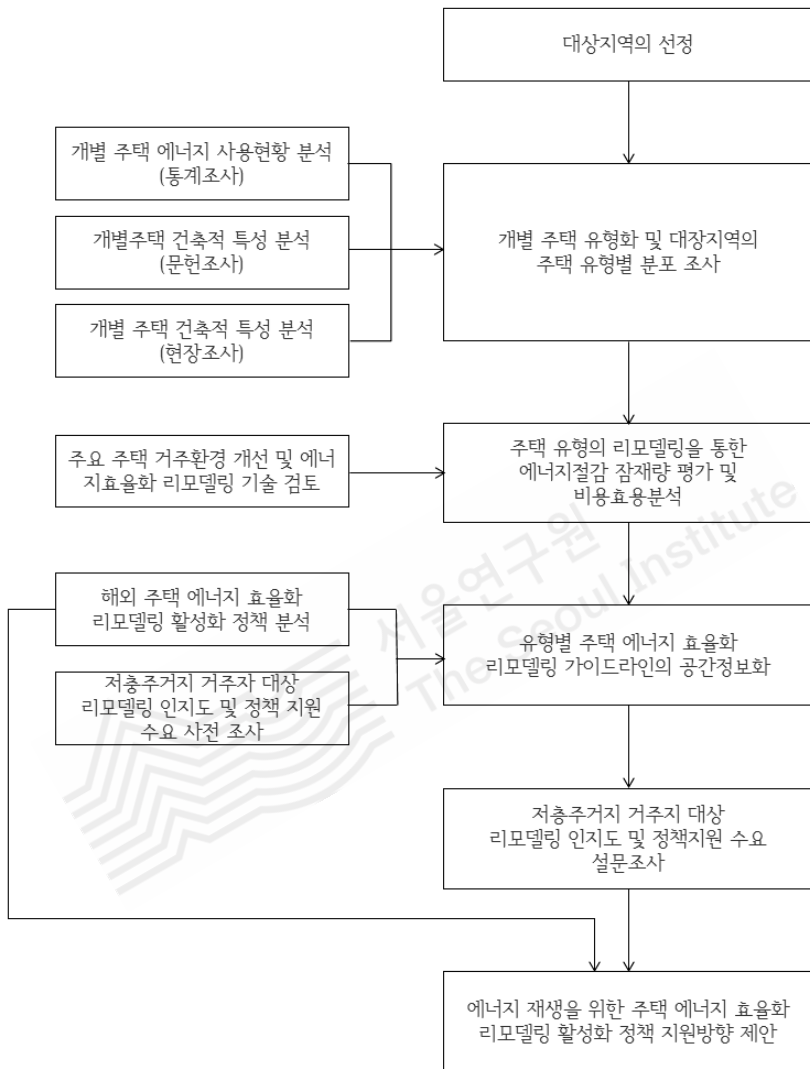 대상지역의 선정
개별 주택 에너지 사용현황 분석
(통계조사)
개별주택 건축적 특성 분석
(문헌조사)
개별 주택 건축적 특성 분석
(현장조사)
개별 주택 유형화 및 대장지역의
주택 유형별 분포 조사
주요 주택 거주환경 개선 및 에너
지효율화 리모델링 기술 검토
주택 유형의 리모델링을 통한
에너지절감 잠재량 평가 및
비용효용분석
해외 주택 에너지 효율화
리모델링 활성화 정책 분석
저층주거지 거주자 대상
리모델링 인지도 및 정책 지원
수요 사전 조사
유형별 주택 에너지 효율화
리모델링 가이드라인의 공간정보화
저층주거지 거주지 대상
리모델링 인지도 및 정책지원 수요
설문조사
에너지 재생을 위한 주택 에너지 효율화
리모델링 활성화 정책 지원방향 제안
서울연구원
The Seoul Institute